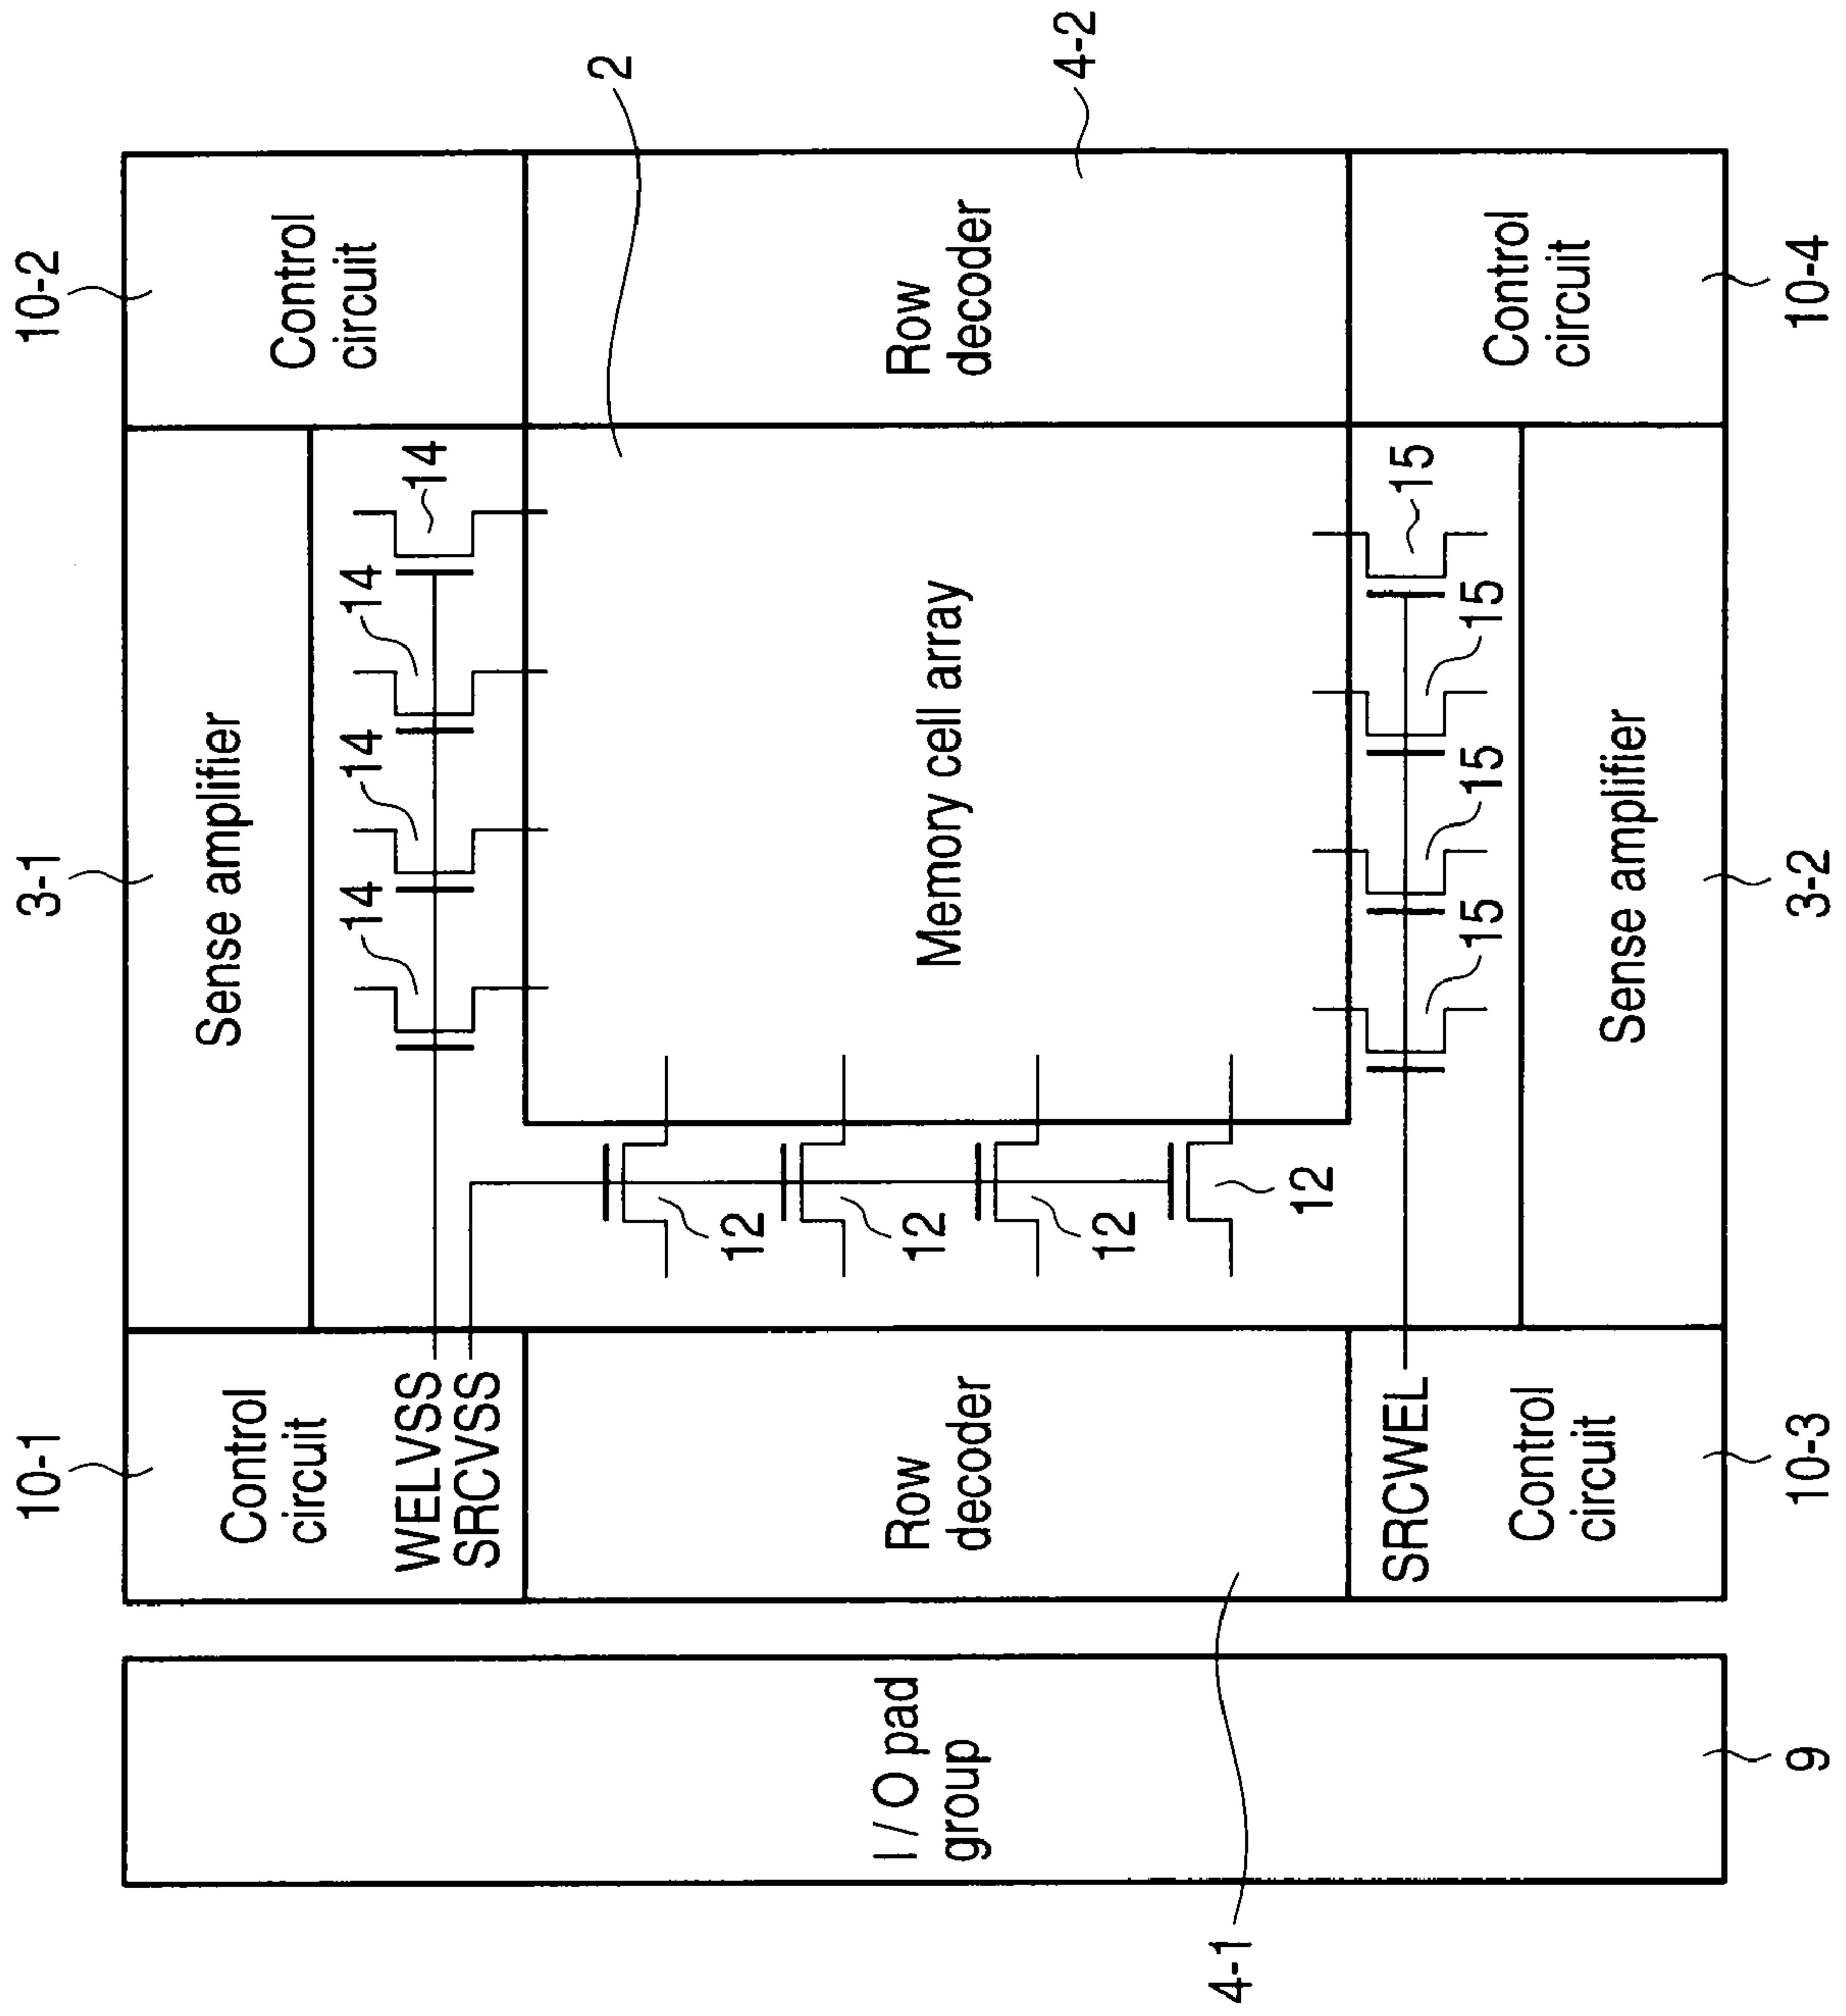 10-1
3-1
10-2
Control
circuit
Sense amplifier
Control
circuit
WELVSS
SRCVSS
14
14
14
14
2
I / O pad
group
Row
decoder
12
12
12
12
Memory cell array
Row
decoder
4-2
4-1
SRCWEL
15
15
15
15
Control
circuit
Sense amplifier
Control
circuit
9
10-3
3-2
10-4